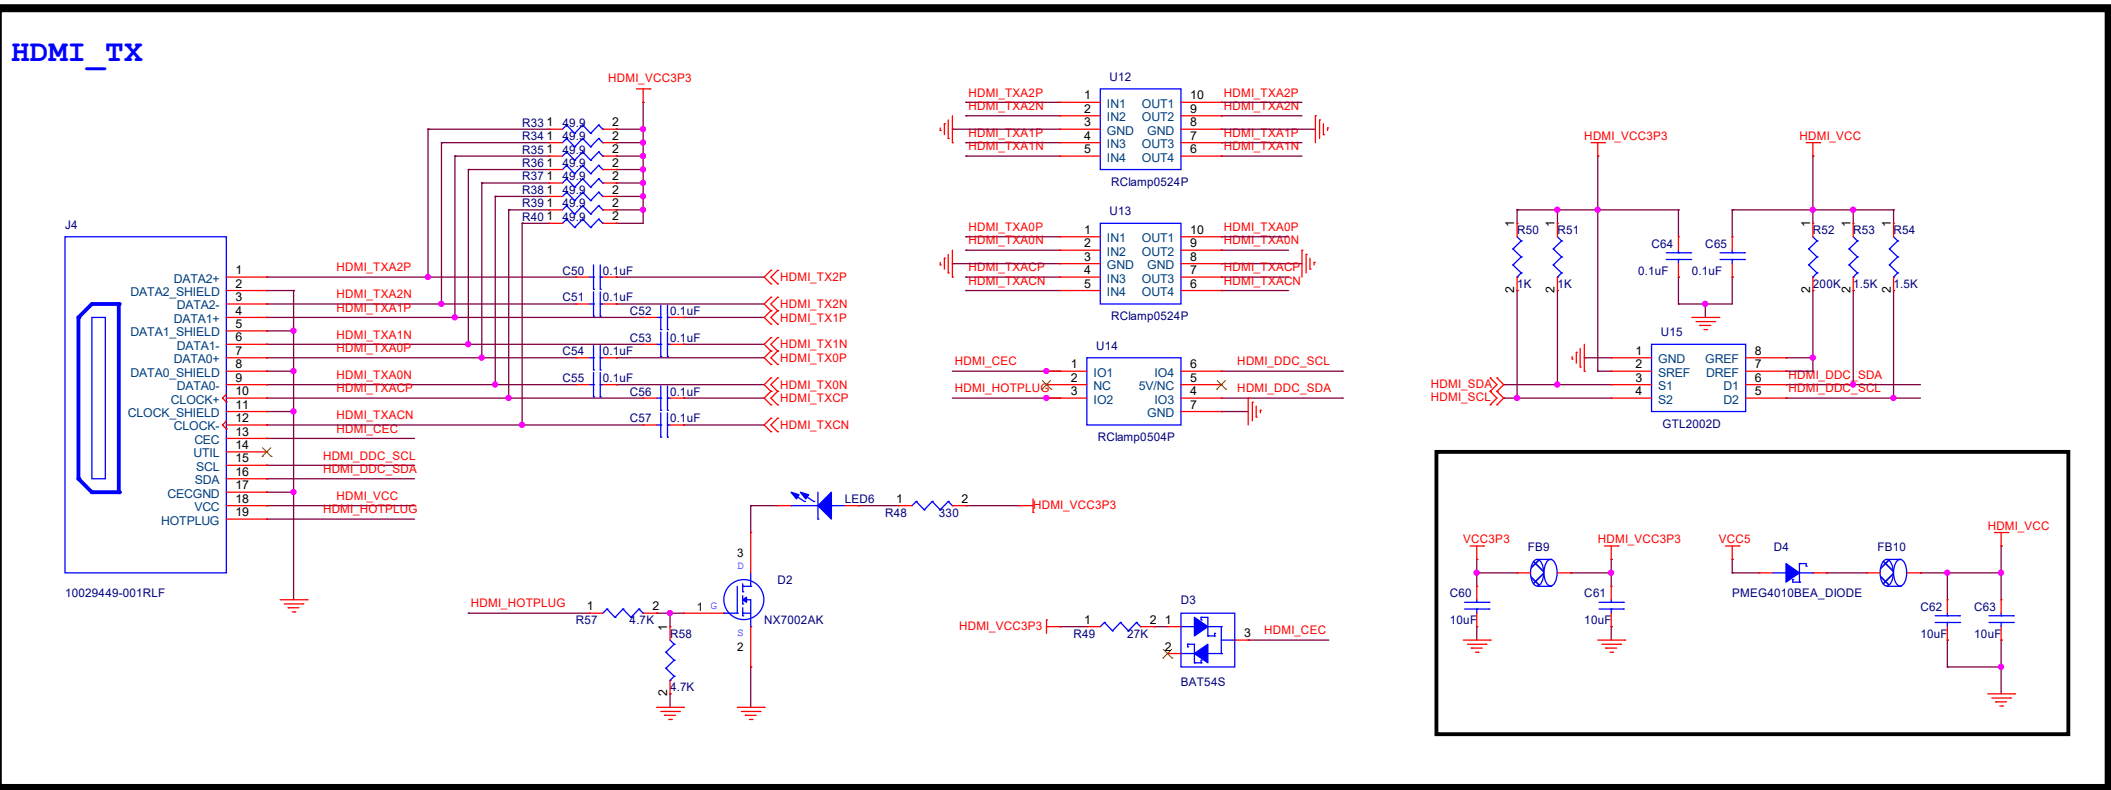 HDMI_TX
HDMI_VCC3P3
R33 1 49.9 2
R34 1 49.9 2
R35 1 49.9 2
R36 1 49.9 2
R37 1 49.9 2
R38 1 49.9 2
R39 1 49.9 2
R40 1 49.9 2
J4
DATA2+ 1 HDMI_TXA2P C50 0.1uF HDMI_TX2P
DATA2_SHIELD 2
DATA2- 3 HDMI_TXA2N C51 0.1uF HDMI_TX2N
DATA1+ 4 HDMI_TXA1P C52 0.1uF HDMI_TX1P
DATA1_SHIELD 5
DATA1- 6 HDMI_TXA1N C53 0.1uF HDMI_TX1N
DATA0+ 7 HDMI_TXA0P C54 0.1uF HDMI_TX0P
DATA0_SHIELD 8
DATA0- 9 HDMI_TXA0N C55 0.1uF HDMI_TX0N
CLOCK+ 10 HDMI_TXACP C56 0.1uF HDMI_TXCP
CLOCK_SHIELD 11
CLOCK- 12 HDMI_TXACN C57 0.1uF HDMI_TXCN
CEC 13 HDMI_CEC
UTIL 14
SCL 15 HDMI_DDC_SCL
SDA 16 HDMI_DDC_SDA
CECGND 17
VCC 18 HDMI_VCC
HOTPLUG 19 HDMI_HOTPLUG
10029449-001RLF
U12
HDMI_TXA2P 1 IN1 OUT1 10 HDMI_TXA2P
HDMI_TXA2N 2 IN2 OUT2 9 HDMI_TXA2N
3 GND GND 8
HDMI_TXA1P 4 IN3 OUT3 7 HDMI_TXA1P
HDMI_TXA1N 5 IN4 OUT4 6 HDMI_TXA1N
RClamp0524P
U13
HDMI_TXA0P 1 IN1 OUT1 10 HDMI_TXA0P
HDMI_TXA0N 2 IN2 OUT2 9 HDMI_TXA0N
3 GND GND 8
HDMI_TXACP 4 IN3 OUT3 7 HDMI_TXACP
HDMI_TXACN 5 IN4 OUT4 6 HDMI_TXACN
RClamp0524P
U14
HDMI_CEC 1 IO1 IO4 6 HDMI_DDC_SCL
2 NC 5V/NC 5
HDMI_HOTPLUG 3 IO2 IO3 4 HDMI_DDC_SDA
GND 7
RClamp0504P
HDMI_VCC3P3 HDMI_VCC
1 R50 1 R51 C64 C65 1 R52 1 R53 1 R54
0.1uF 0.1uF
2 1K 2 1K 2 200K 2 1.5K 2 1.5K
U15
1 GND GREF 8
2 SREF DREF 7
HDMI_SDA 3 S1 D1 6 HDMI_DDC_SDA
HDMI_SCL 4 S2 D2 5 HDMI_DDC_SCL
GTL2002D
LED6 1 R48 330 2 HDMI_VCC3P3
3
D
D2
HDMI_HOTPLUG 1 R57 4.7K 2 1 G NX7002AK
S
2
1 R58
2 4.7K
D3
HDMI_VCC3P3 1 R49 27K 2 1 3 HDMI_CEC
2
BAT54S
VCC3P3 FB9 HDMI_VCC3P3 VCC5 D4 FB10 HDMI_VCC
PMEG4010BEA_DIODE
C60 C61 C62 C63
10uF 10uF 10uF 10uF